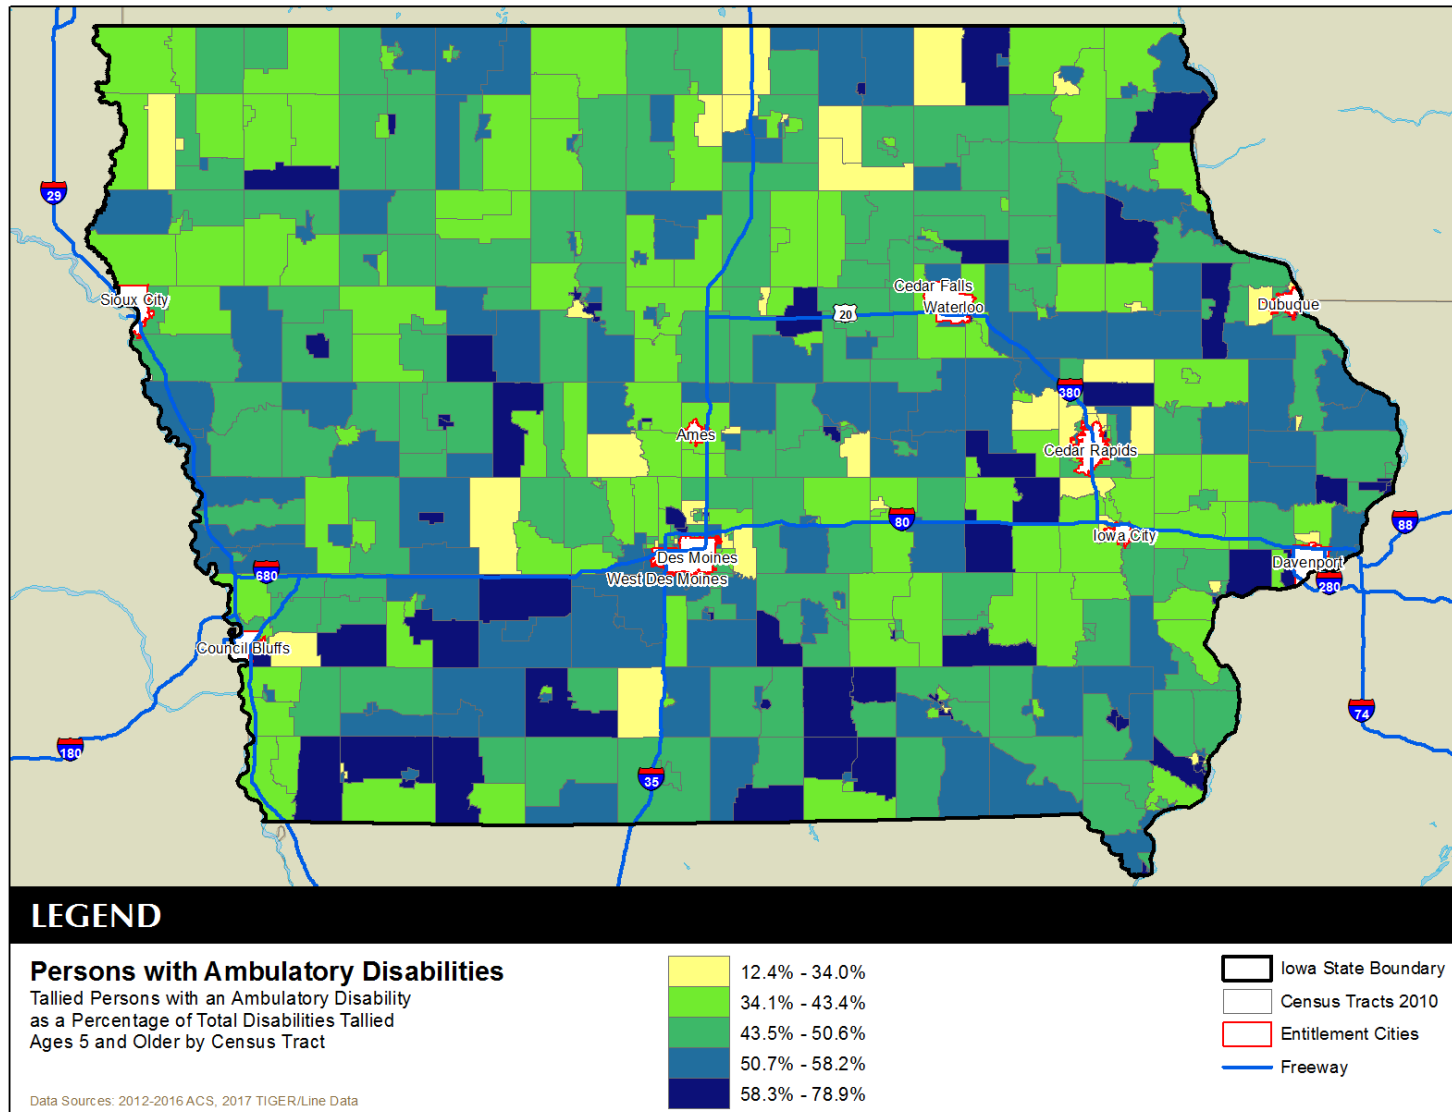 29
Sioux City
Cedar Falls
Waterloo
20
Dubuque
380
Ames
Cedar Rapids
80
88
Iowa City
Des Moines
West Des Moines
Davenport
680
280
Council Bluffs
74
180
35
LEGEND
Persons with Ambulatory Disabilities
Tallied Persons with an Ambulatory Disability
as a Percentage of Total Disabilities Tallied
Ages 5 and Older by Census Tract
Data Sources: 2012-2016 ACS, 2017 TIGER/Line Data
12.4% - 34.0%
34.1% - 43.4%
43.5% - 50.6%
50.7% - 58.2%
58.3% - 78.9%
Iowa State Boundary
Census Tracts 2010
Entitlement Cities
Freeway